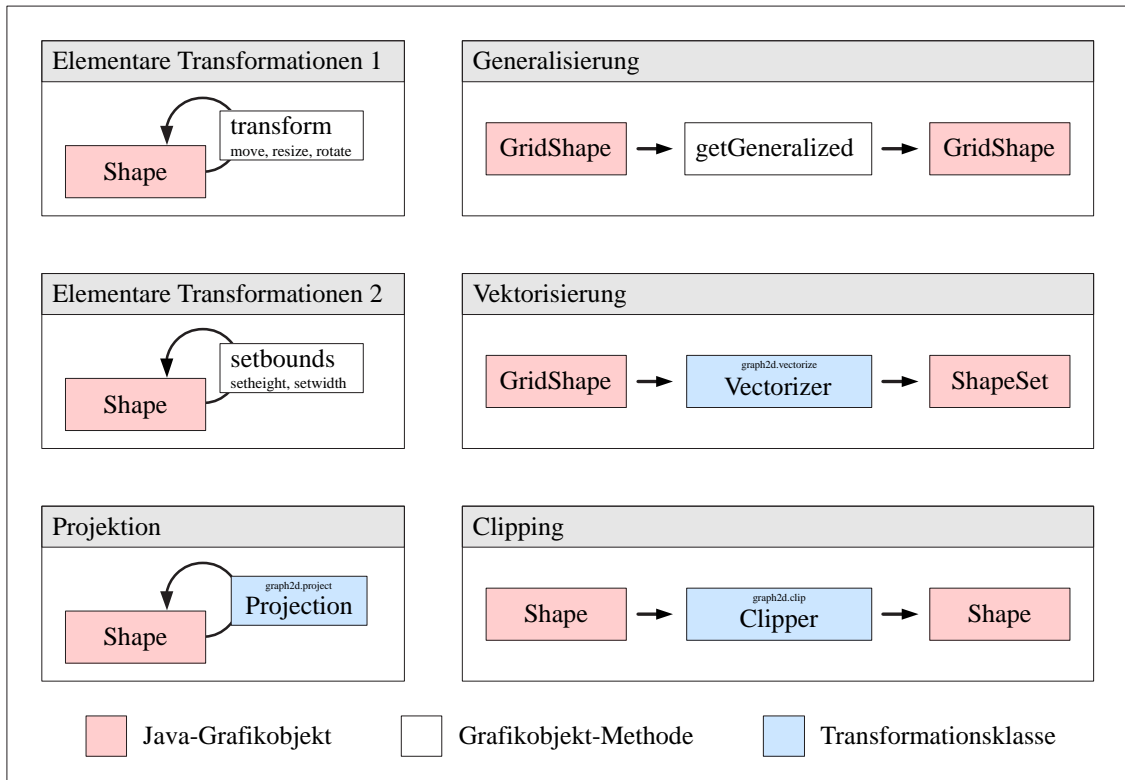 Elementare Transformationen 1
transform
move, resize, rotate
Shape
Generalisierung
GridShape
getGeneralized
GridShape
Elementare Transformationen 2
setbounds
setheight, setwidth
Shape
Vektorisierung
GridShape
graph2d.vectorize
Vectorizer
ShapeSet
Projektion
graph2d.project
Projection
Shape
Clipping
Shape
graph2d.clip
Clipper
Shape
Java-Grafikobjekt
Grafikobjekt-Methode
Transformationsklasse